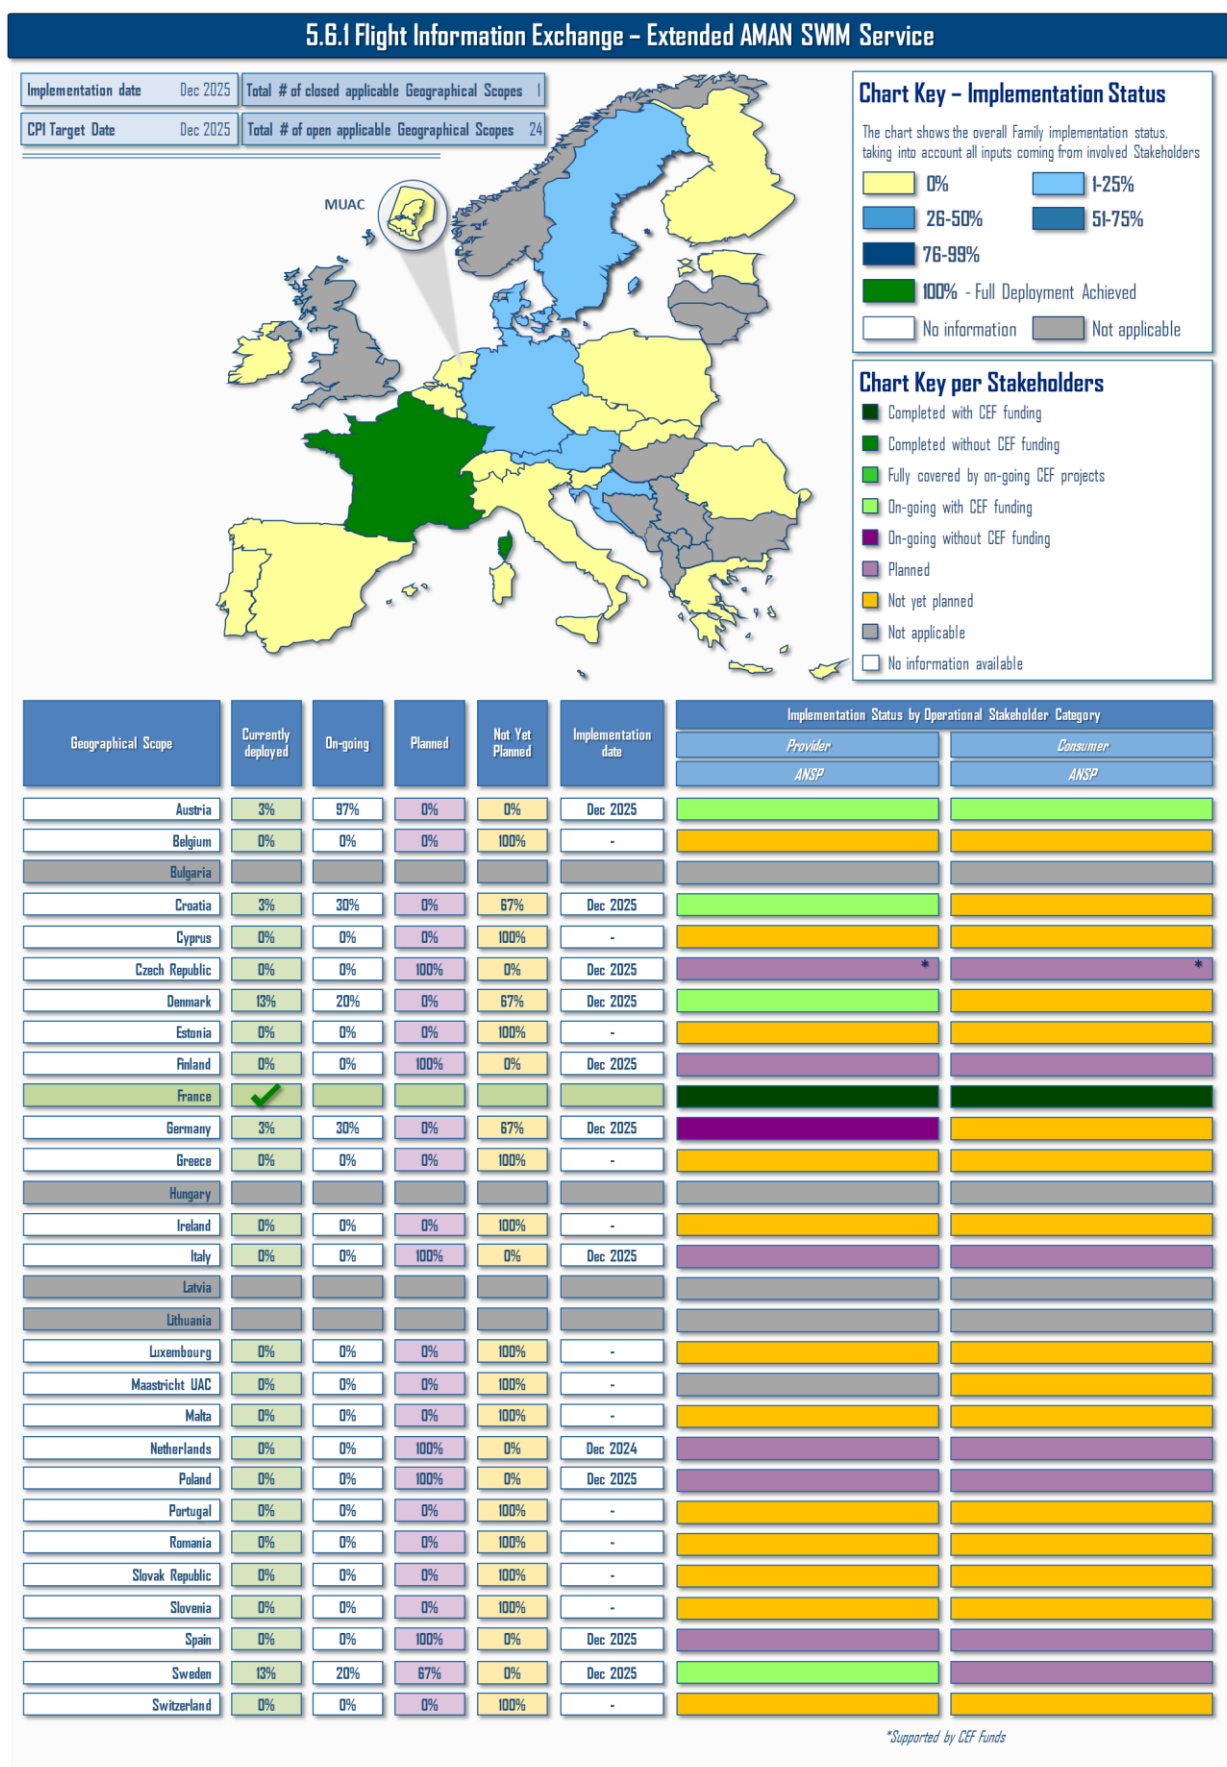 5.6.1 Flight Information Exchange – Extended AMAN SWIM Service
Implementation date Dec 2025 Total # of closed applicable Geographical Scopes 1
CPI Target Date Dec 2025 Total # of open applicable Geographical Scopes 24
MUAC
Chart Key – Implementation Status
The chart shows the overall Family implementation status.
taking into account all inputs coming from involved Stakeholders
0% 1-25%
26-50% 51-75%
76-99%
100% - Full Deployment Achieved
No information Not applicable
Chart Key per Stakeholders
Completed with CEF funding
Completed without CEF funding
Fully covered by on-going CEF projects
On-going with CEF funding
On-going without CEF funding
Planned
Not yet planned
Not applicable
No information available
Geographical Scope
Currently deployed
On-going
Planned
Not Yet Planned
Implementation date
Implementation Status by Operational Stakeholder Category
Provider Consumer
ANSP ANSP
Austria 3% 97% 0% 0% Dec 2025
Belgium 0% 0% 0% 100% -
Bulgaria
Croatia 3% 30% 0% 67% Dec 2025
Cyprus 0% 0% 0% 100% -
Czech Republic 0% 0% 100% 0% Dec 2025 * *
Denmark 13% 20% 0% 67% Dec 2025
Estonia 0% 0% 0% 100% -
Finland 0% 0% 100% 0% Dec 2025
France
Germany 3% 30% 0% 67% Dec 2025
Greece 0% 0% 0% 100% -
Hungary
Ireland 0% 0% 0% 100% -
Italy 0% 0% 100% 0% Dec 2025
Latvia
Lithuania
Luxembourg 0% 0% 0% 100% -
Maastricht UAC 0% 0% 0% 100% -
Malta 0% 0% 0% 100% -
Netherlands 0% 0% 100% 0% Dec 2024
Poland 0% 0% 100% 0% Dec 2025
Portugal 0% 0% 0% 100% -
Romania 0% 0% 0% 100% -
Slovak Republic 0% 0% 0% 100% -
Slovenia 0% 0% 0% 100% -
Spain 0% 0% 100% 0% Dec 2025
Sweden 13% 20% 67% 0% Dec 2025
Switzerland 0% 0% 0% 100% -
*Supported by CEF Funds